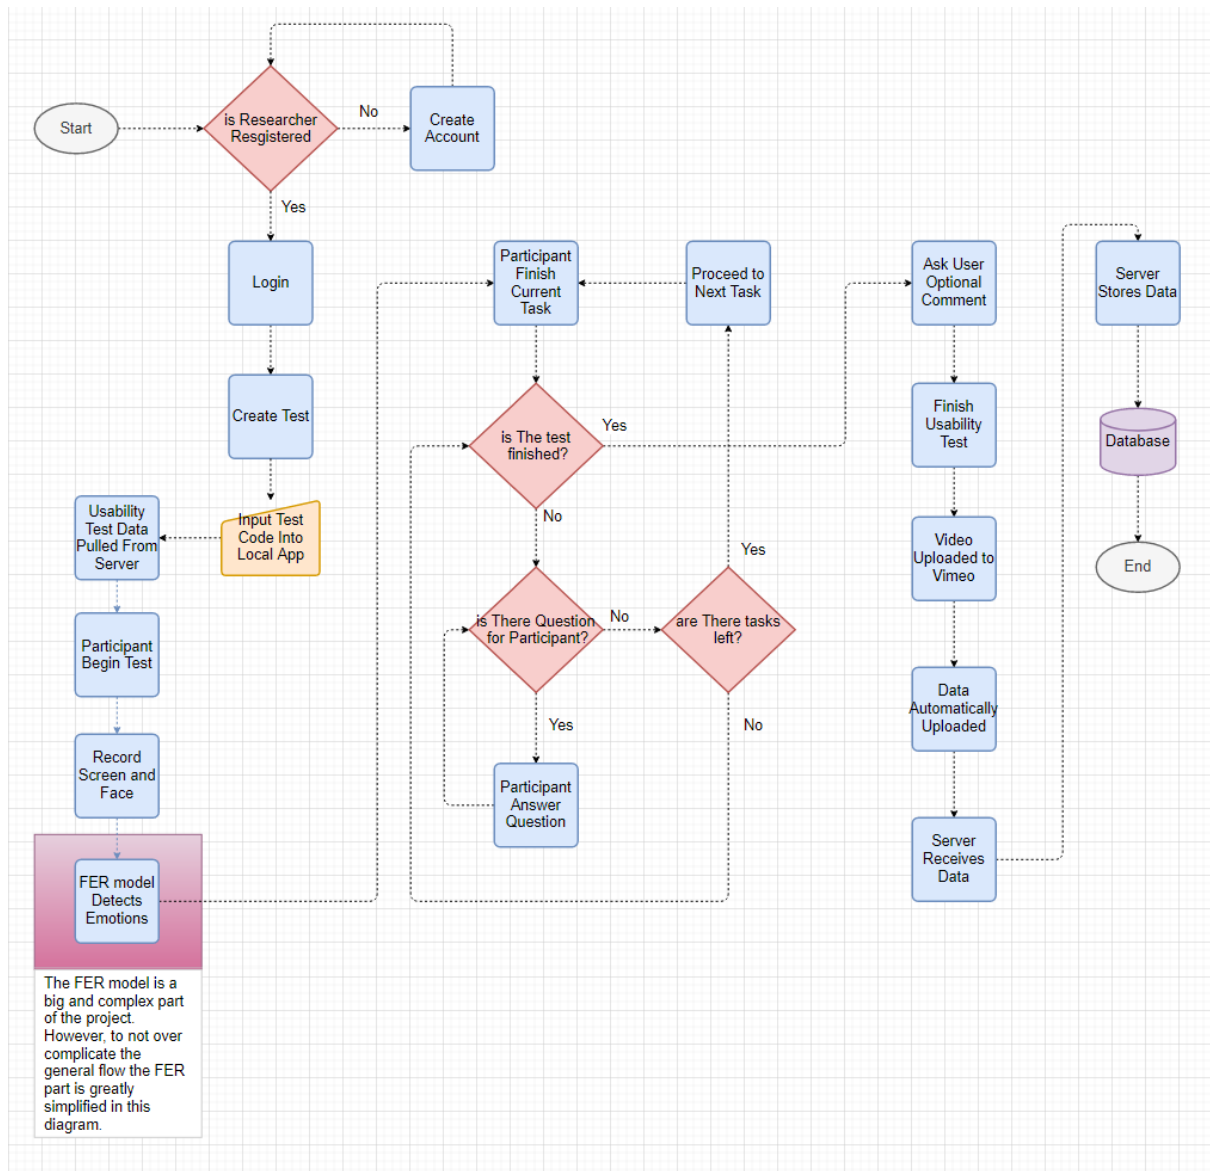 Start
is Researcher
Resgistered
No
Create
Account
Yes
Login
Create Test
Input Test
Code Into
Local App
Usability
Test Data
Pulled From
Server
Participant
Begin Test
Record
Screen and
Face
FER model
Detects
Emotions
The FER model is a
big and complex part
of the project.
However, to not over
complicate the
general flow the FER
part is greatly
simplified in this
diagram.
Participant
Finish
Current
Task
Proceed to
Next Task
is The test
finished?
Yes
No
is There Question
for Participant?
No
are There tasks
left?
Yes
Yes
No
Participant
Answer
Question
Ask User
Optional
Comment
Finish
Usability
Test
Video
Uploaded to
Vimeo
Data
Automatically
Uploaded
Server
Receives
Data
Server
Stores Data
Database
End